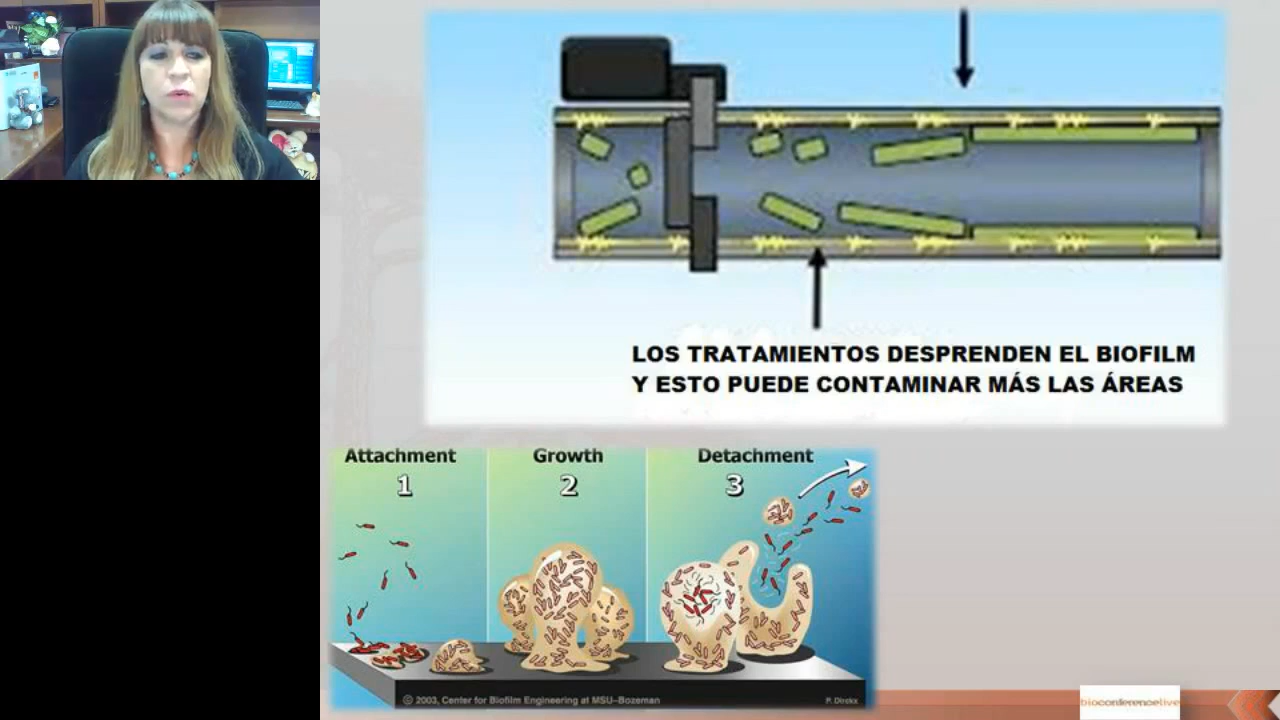 LOS TRATAMIENTOS DESPRENDEN EL BIOFILM
Y ESTO PUEDE CONTAMINAR MÁS LAS ÁREAS
Attachment
1
Growth
2
Detachment
3
© 2003, Center for Biofilm Engineering at MSU-Bozeman
P. Dirckx
bioconferencelive